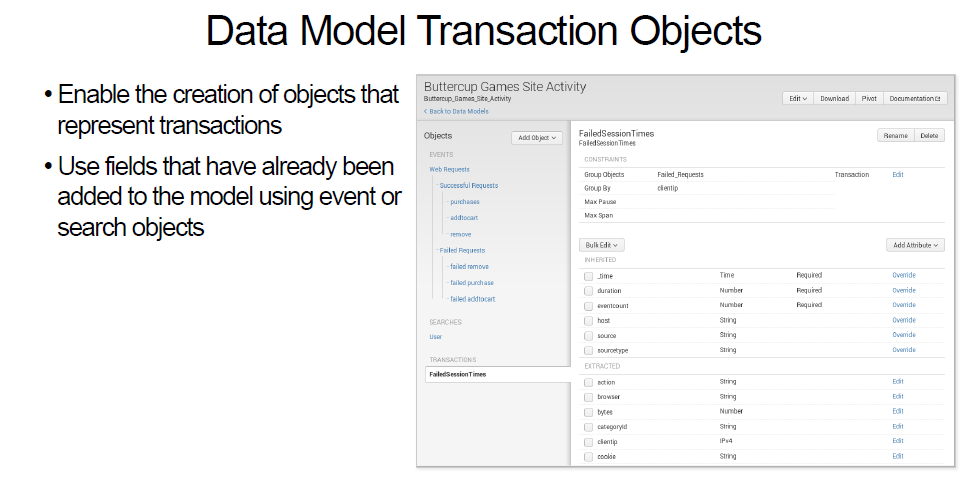 Data Model Transaction Objects
• Enable the creation of objects that
represent transactions
• Use fields that have already been
added to the model using event or
search objects
Buttercup Games Site Activity
Buttercup_Games_Site_Activity
< Back to Data Models
Edit Download Pivot Documentation
Objects
Add Object
EVENTS
Web Requests
Successful Requests
purchases
addtocart
remove
Failed Requests
failed remove
failed purchase
failed addtocart
SEARCHES
User
TRANSACTIONS
FailedSessionTimes
FailedSessionTimes
FailedSessionTimes
Rename Delete
CONSTRAINTS
Group Objects Failed_Requests Transaction Edit
Group By clientip
Max Pause
Max Span
Bulk Edit Add Attribute
INHERITED
_time Time Required Override
duration Number Required Override
eventcount Number Required Override
host String Override
source String Override
sourcetype String Override
EXTRACTED
action String Edit
browser String Edit
bytes Number Edit
categoryId String Edit
clientip IPv4 Edit
cookie String Edit